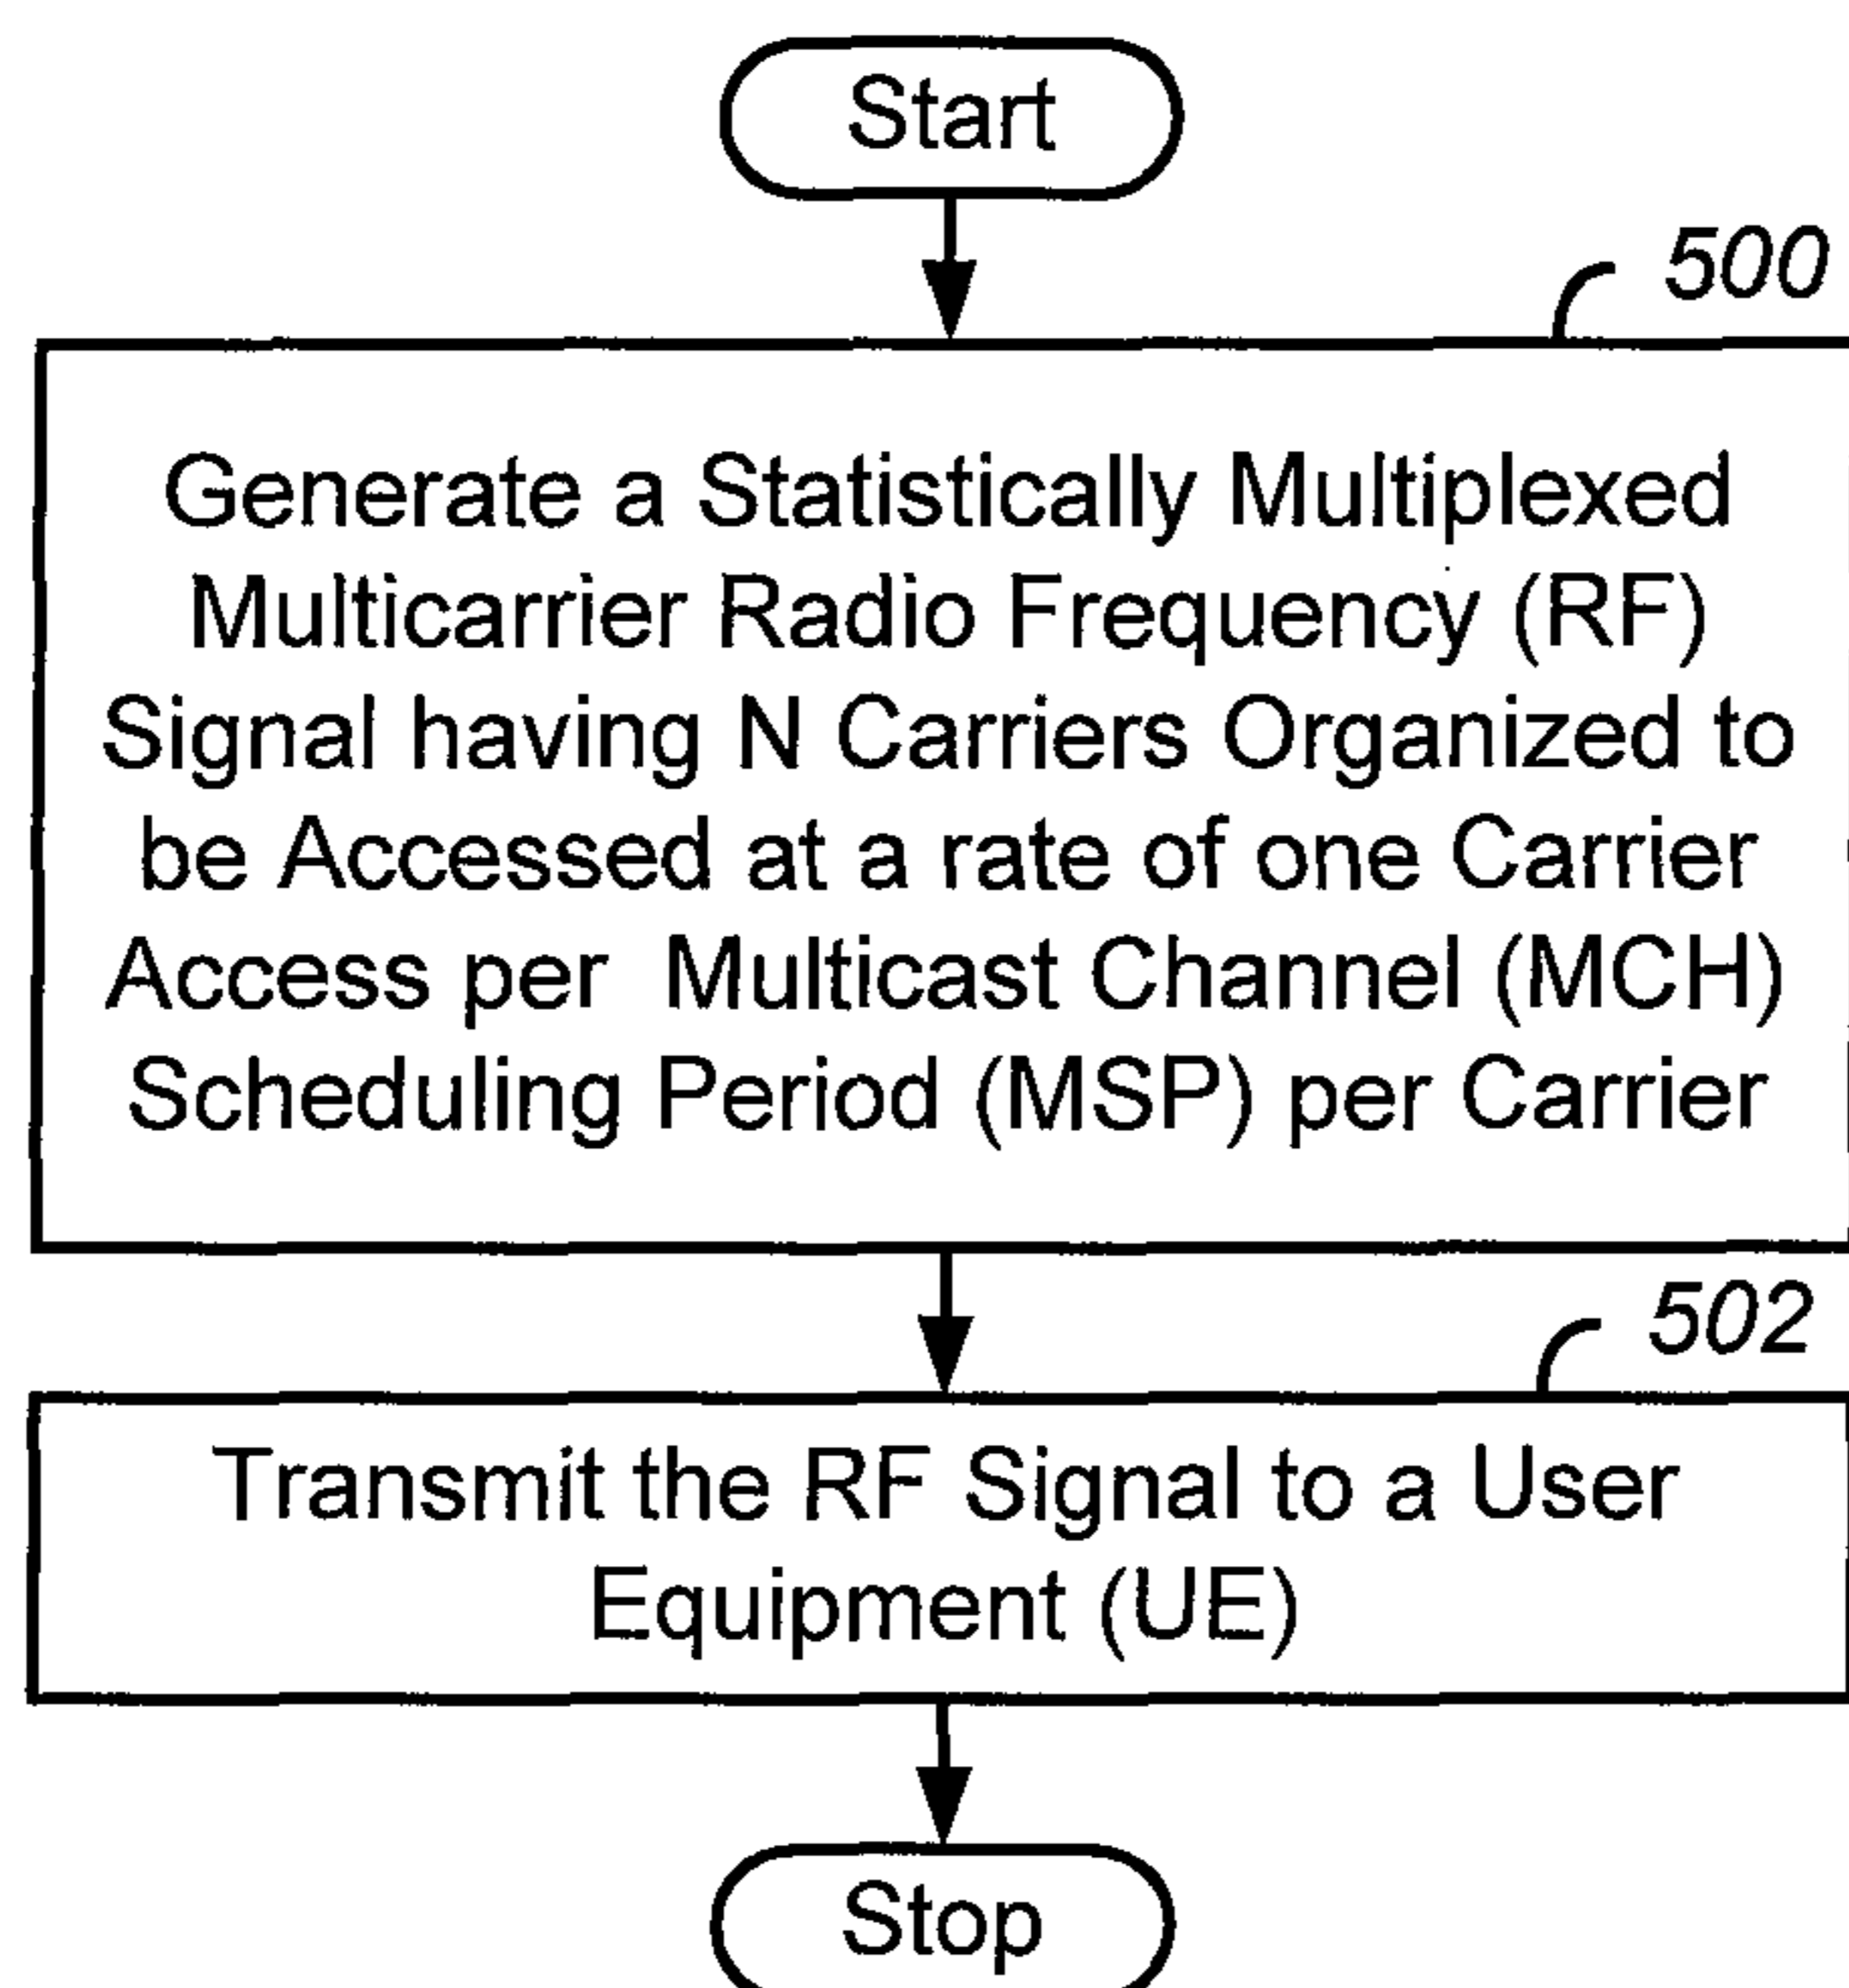 Start
500
Generate a Statistically Multiplexed
Multicarrier Radio Frequency (RF)
Signal having N Carriers Organized to
be Accessed at a rate of one Carrier
Access per Multicast Channel (MCH)
Scheduling Period (MSP) per Carrier
502
Transmit the RF Signal to a User
Equipment (UE)
Stop